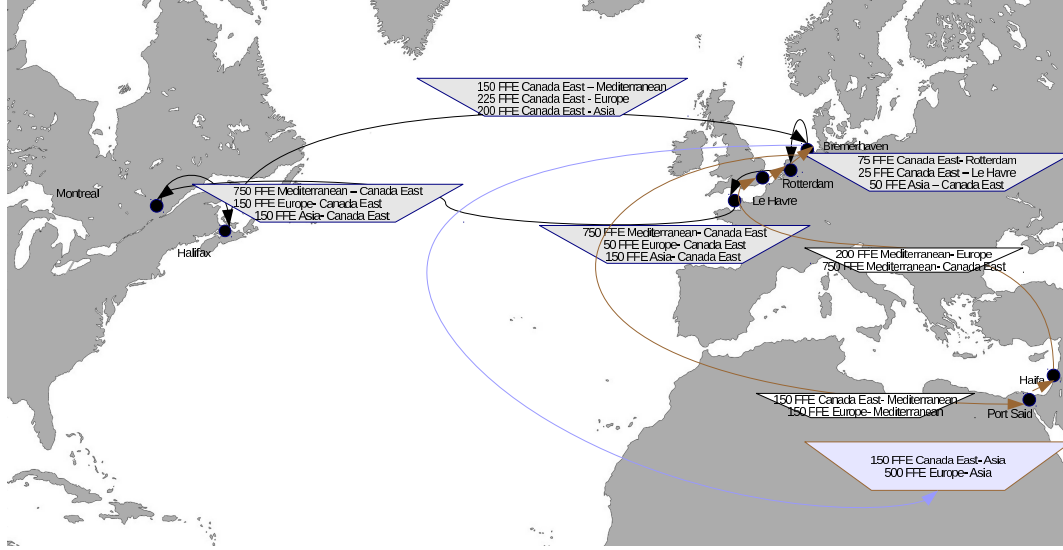 150 FFE Canada East – Mediterranean
225 FFE Canada East - Europe
200 FFE Canada East - Asia
Bremerhaven
75 FFE Canada East- Rotterdam
25 FFE Canada East – Le Havre
50 FFE Asia – Canada East
Rotterdam
Le Havre
Montreal
750 FFE Mediterranean – Canada East
150 FFE Europe- Canada East
150 FFE Asia- Canada East
Halifax
750 FFE Mediterranean- Canada East
50 FFE Europe- Canada East
150 FFE Asia- Canada East
200 FFE Mediterranean- Europe
750 FFE Mediterranean- Canada East
Haifa
150 FFE Canada East- Mediterranean
150 FFE Europe- Mediterranean
Port Said
150 FFE Canada East- Asia
500 FFE Europe- Asia